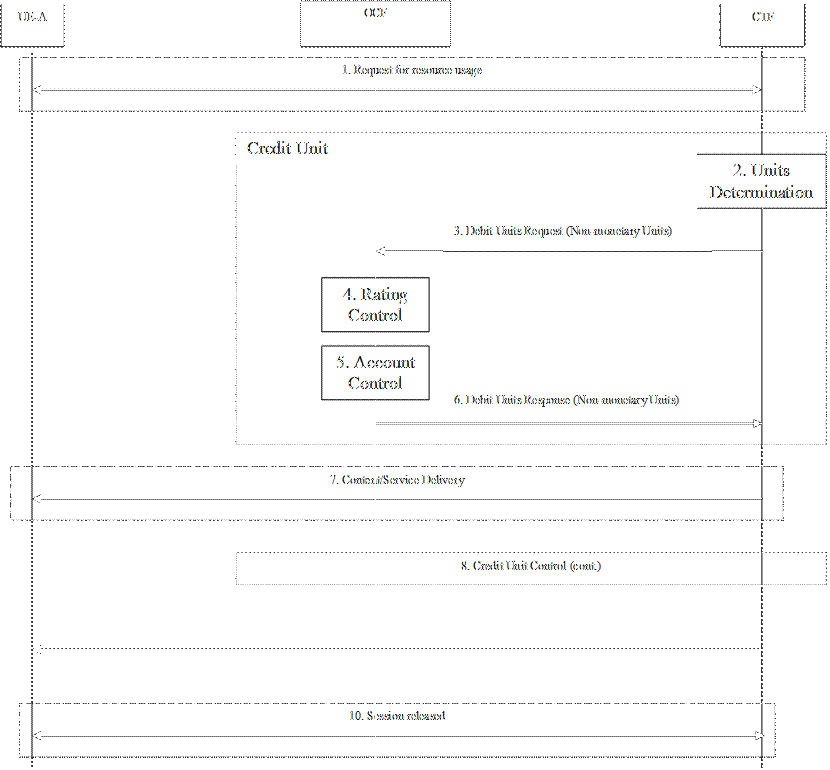 UE-A
OCF
CTF
1. Request for resource usage
Credit Unit
2. Units
Determination
3. Debit Units Request (Non-monetary Units)
4. Rating
Control
5. Account
Control
6. Debit Units Response (Non-monetary Units)
7. Content/Service Delivery
8. Credit Unit Control (cont.)
10. Session released